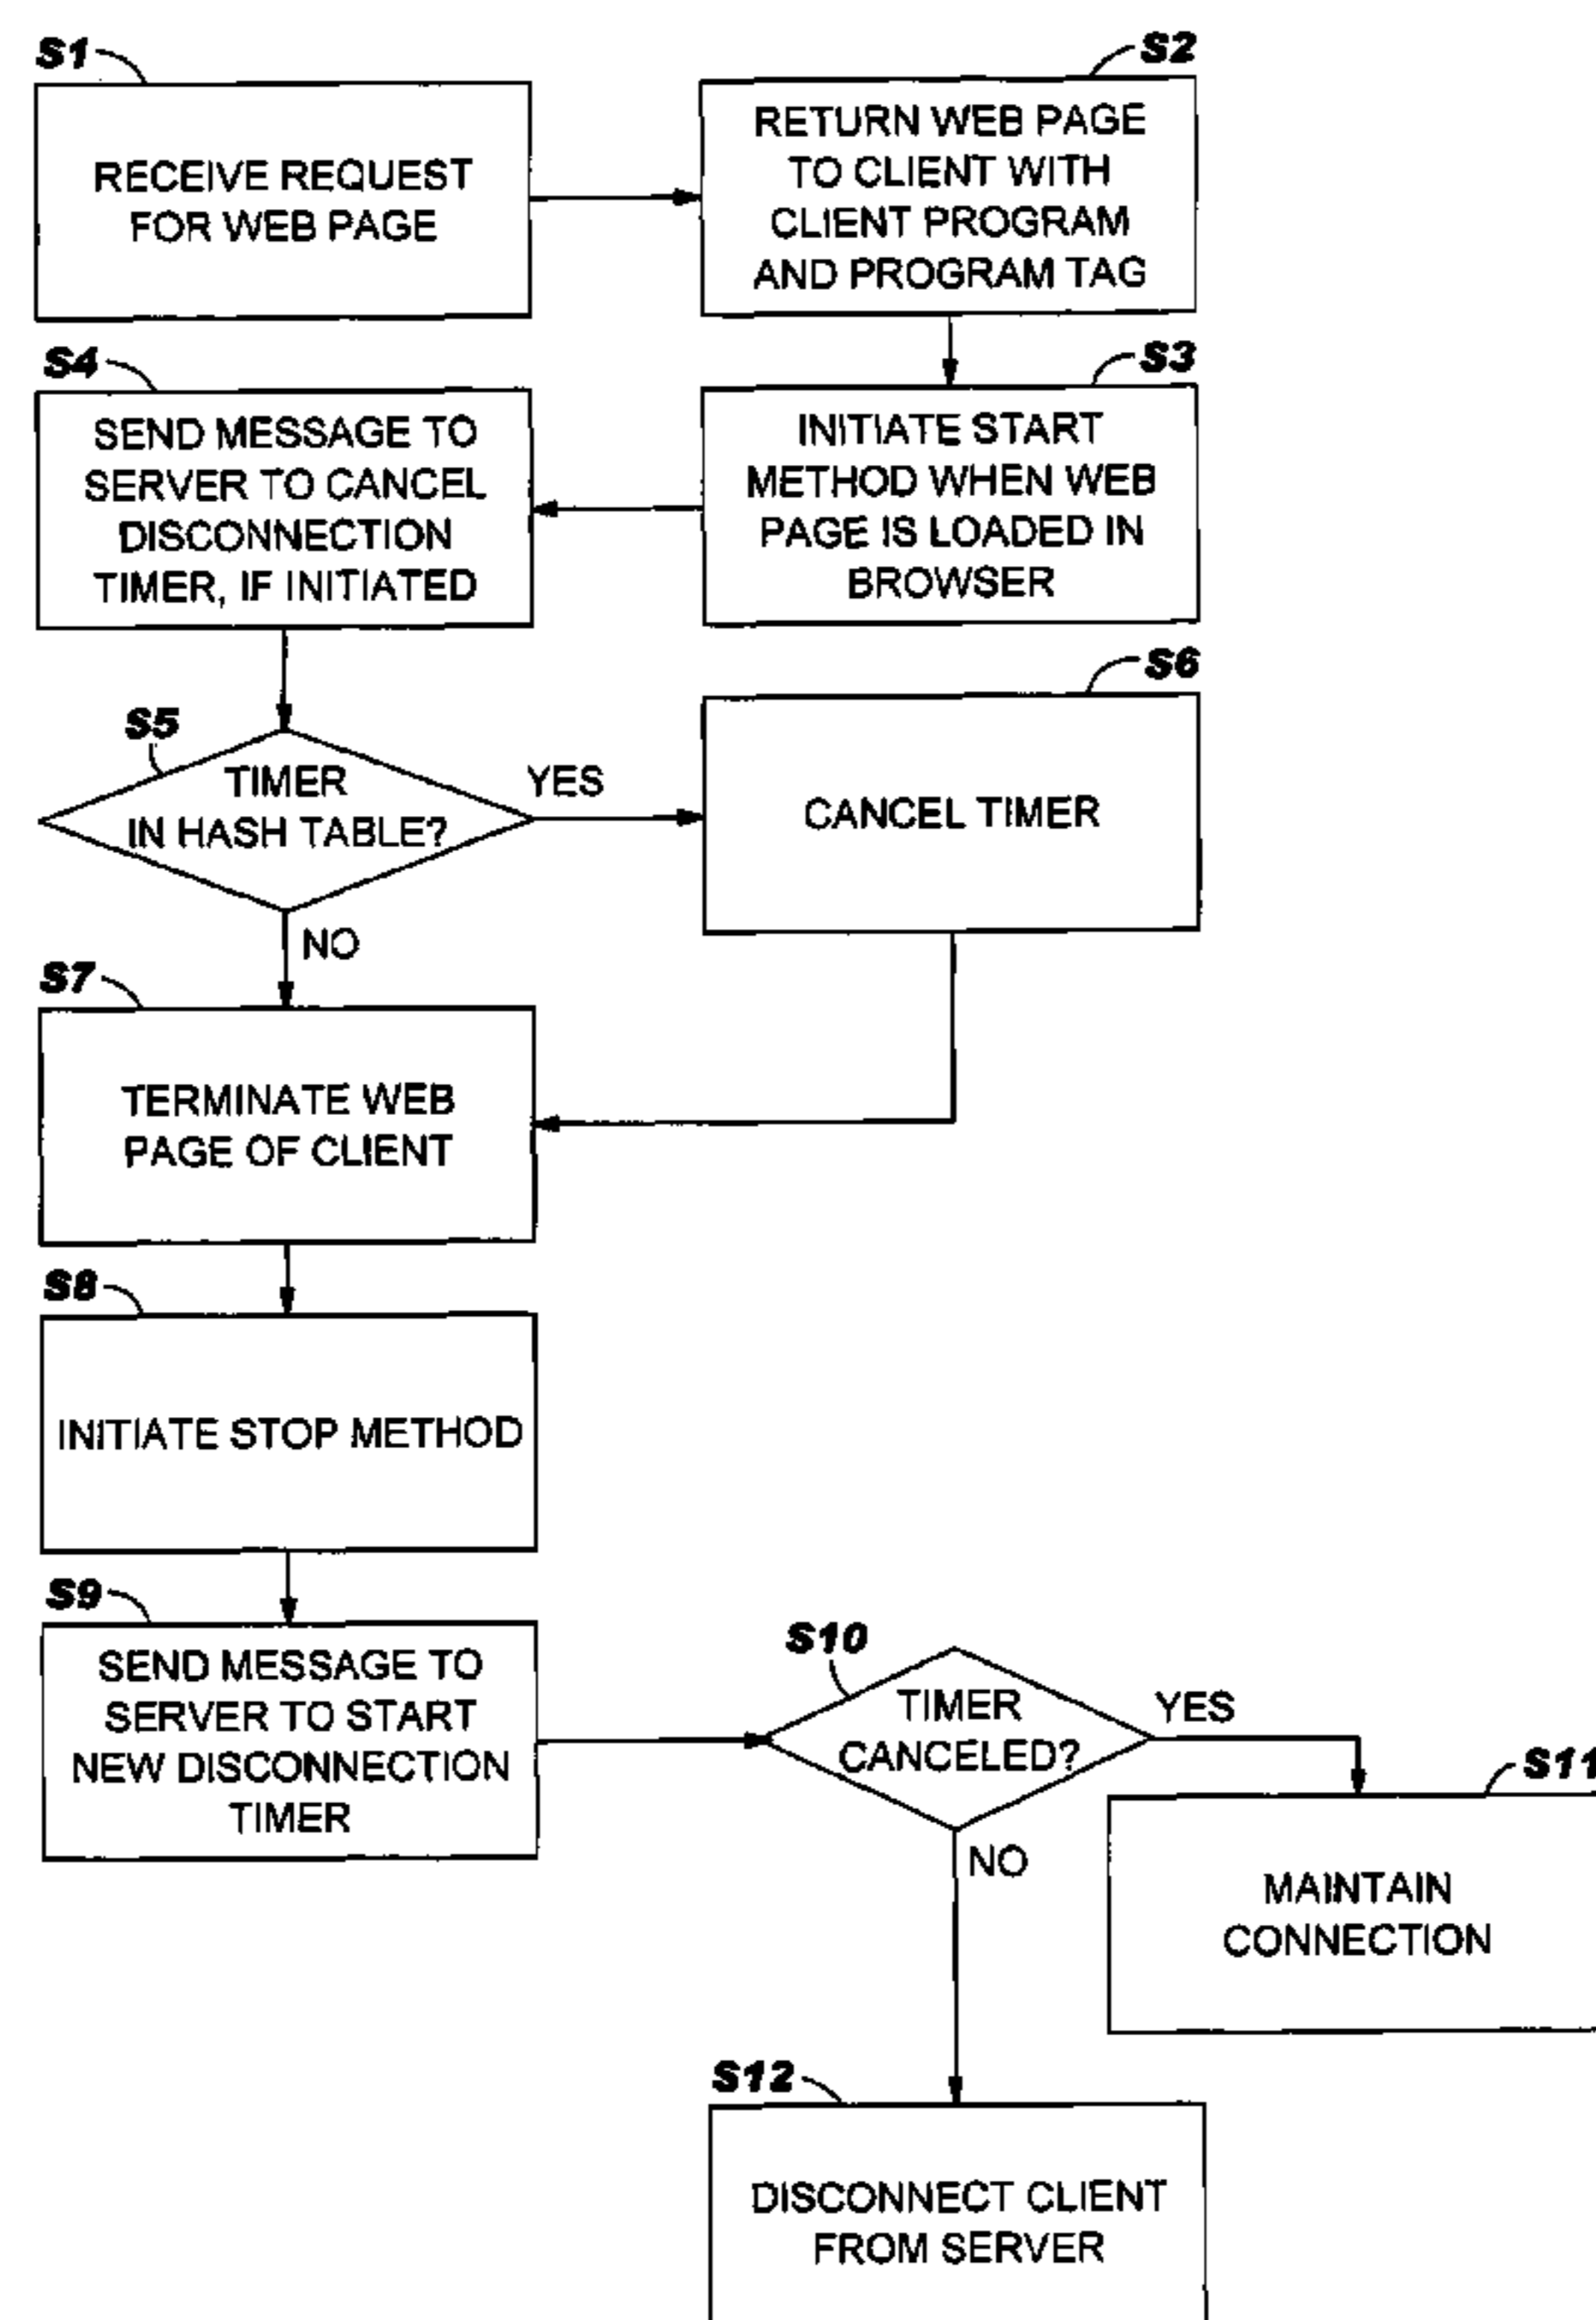 S1
RECEIVE REQUEST
FOR WEB PAGE
S2
RETURN WEB PAGE
TO CLIENT WITH
CLIENT PROGRAM
AND PROGRAM TAG
S3
INITIATE START
METHOD WHEN WEB
PAGE IS LOADED IN
BROWSER
S4
SEND MESSAGE TO
SERVER TO CANCEL
DISCONNECTION
TIMER, IF INITIATED
S5
TIMER
IN HASH TABLE?
YES
NO
S6
CANCEL TIMER
S7
TERMINATE WEB
PAGE OF CLIENT
S8
INITIATE STOP METHOD
S9
SEND MESSAGE TO
SERVER TO START
NEW DISCONNECTION
TIMER
S10
TIMER
CANCELED?
YES
NO
S11
MAINTAIN
CONNECTION
S12
DISCONNECT CLIENT
FROM SERVER